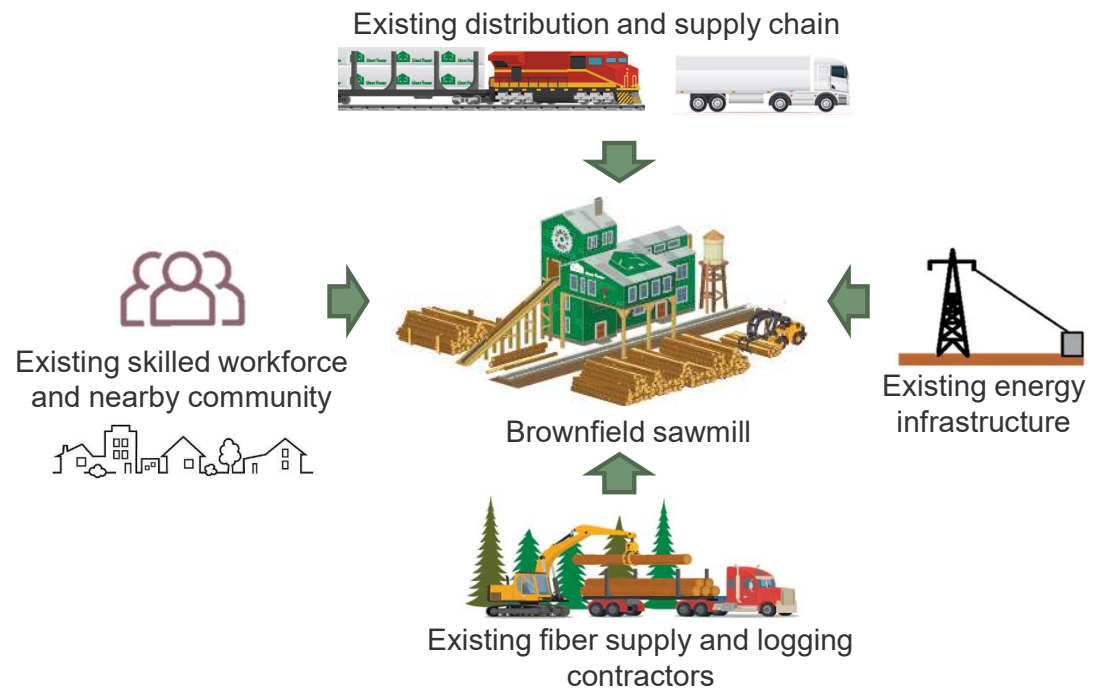 Existing distribution and supply chain
Existing skilled workforce
and nearby community
Brownfield sawmill
Existing energy
infrastructure
Existing fiber supply and logging
contractors